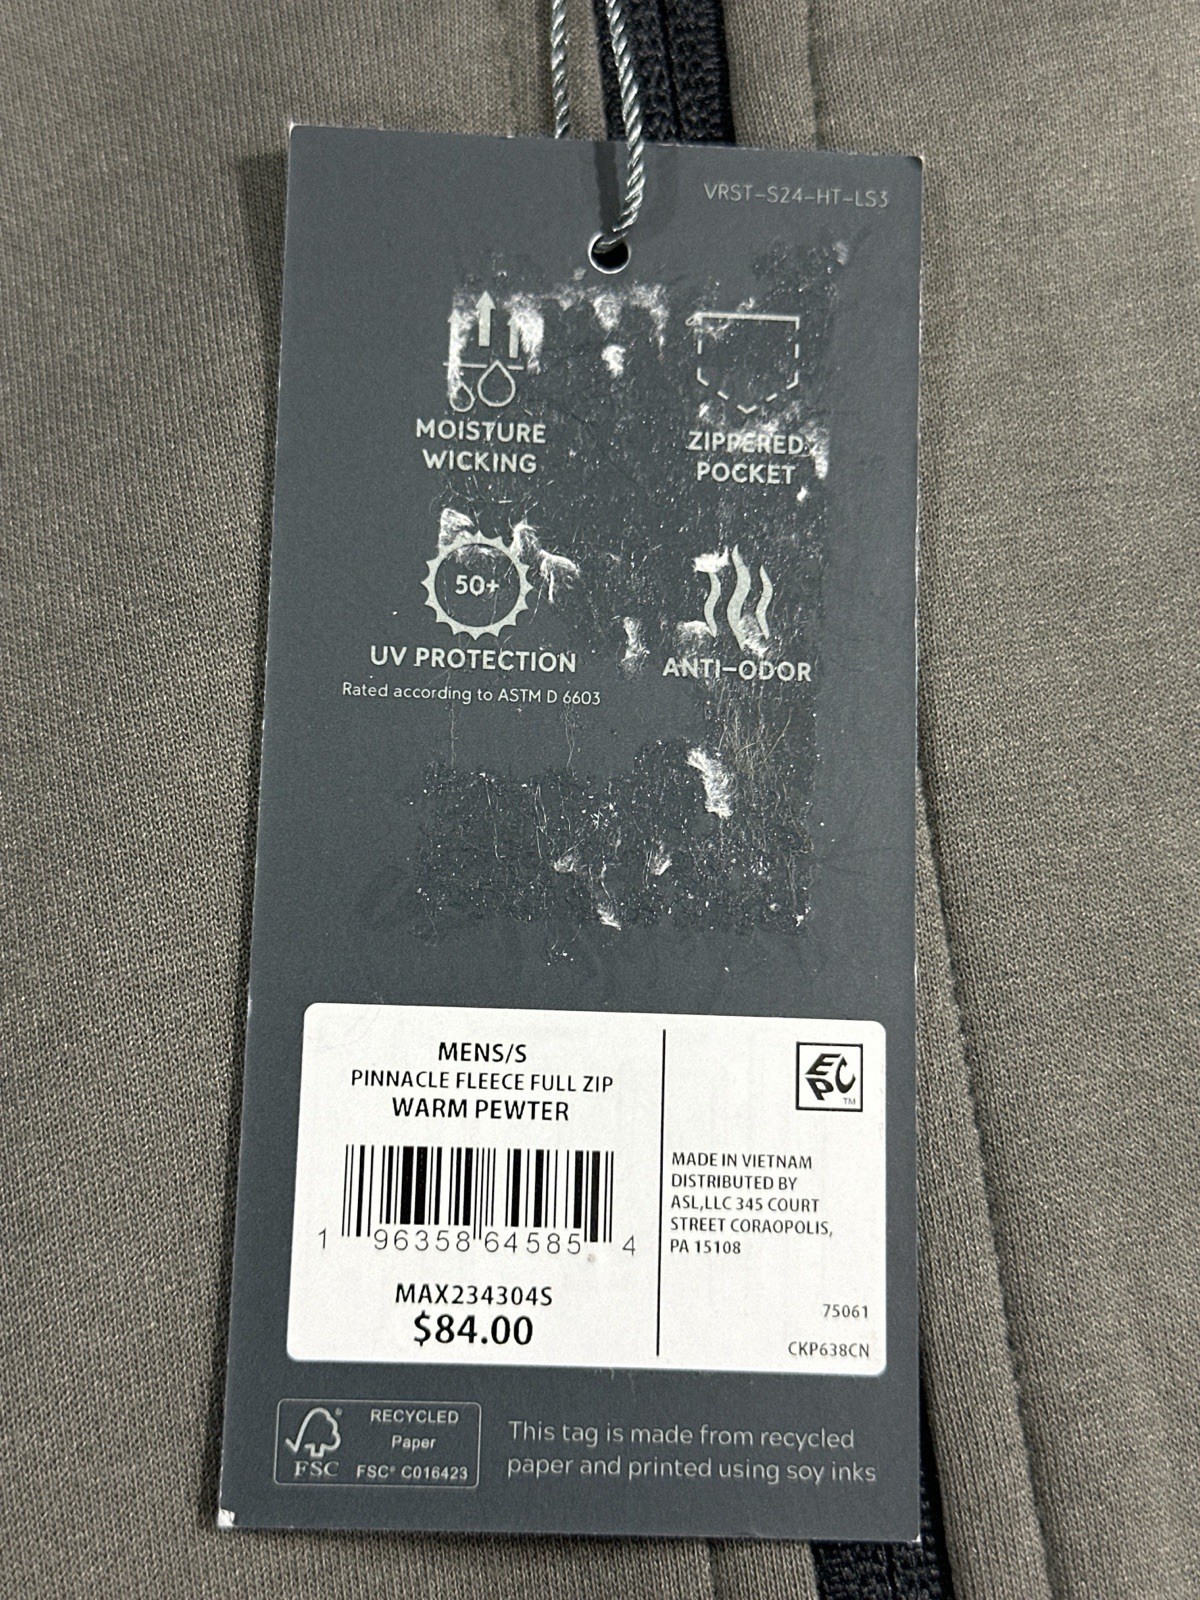 VRST-S24-HT-LS3
MOISTURE
WICKING
ZIPPERED
POCKET
50+
UV PROTECTION
Rated according to ASTM D 6603
ANTI-ODOR
MENS/S
PINNACLE FLEECE FULL ZIP
WARM PEWTER
1 96358 64585 4
MAX234304S
$84.00
EPC
TM
MADE IN VIETNAM
DISTRIBUTED BY
ASL,LLC 345 COURT
STREET CORAOPOLIS,
PA 15108
75061
CKP638CN
FSC
RECYCLED
Paper
FSC® C016423
This tag is made from recycled
paper and printed using soy inks